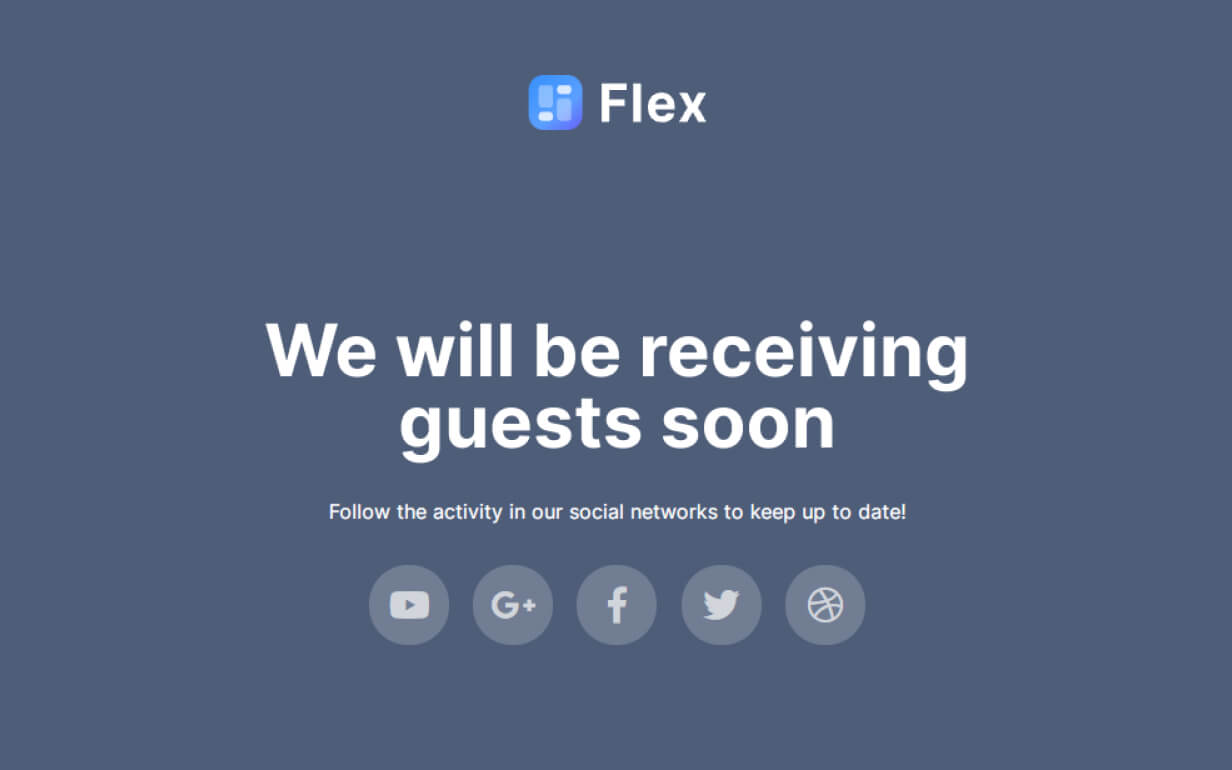 Flex
We will be receiving
guests soon
Follow the activity in our social networks to keep up to date!